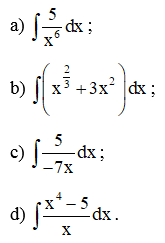 a) ∫ 5/x⁶ dx ;
b) ∫ (x^(2/3) + 3x²) dx ;
c) ∫ 5/(−7x) dx ;
d) ∫ (x⁴ − 5)/x dx .